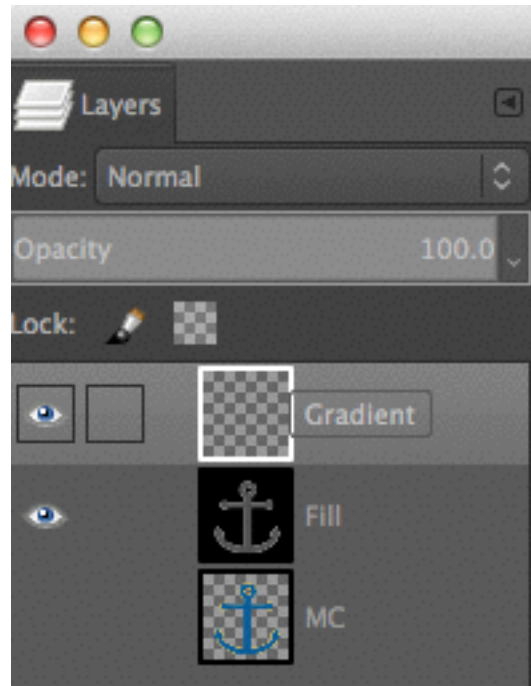 Layers
Mode: Normal
Opacity 100.0
Lock:
Gradient
Fill
MC